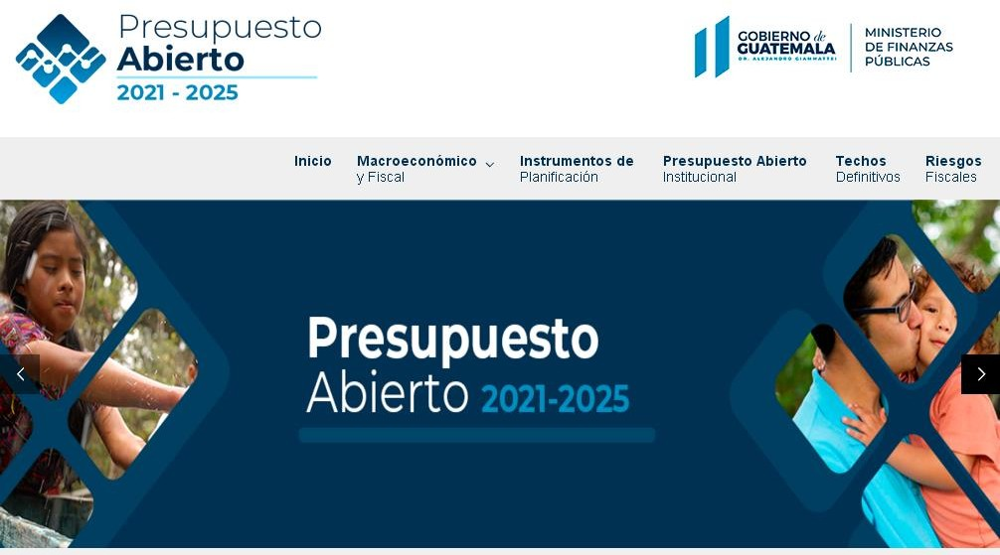 Presupuesto
Abierto
2021 - 2025
GOBIERNO de
GUATEMALA
DR. ALEJANDRO GIAMMATTEI
MINISTERIO
DE FINANZAS
PÚBLICAS
Inicio
Macroeconómico
y Fiscal
Instrumentos de
Planificación
Presupuesto Abierto
Institucional
Techos
Definitivos
Riesgos
Fiscales
Presupuesto
Abierto 2021-2025